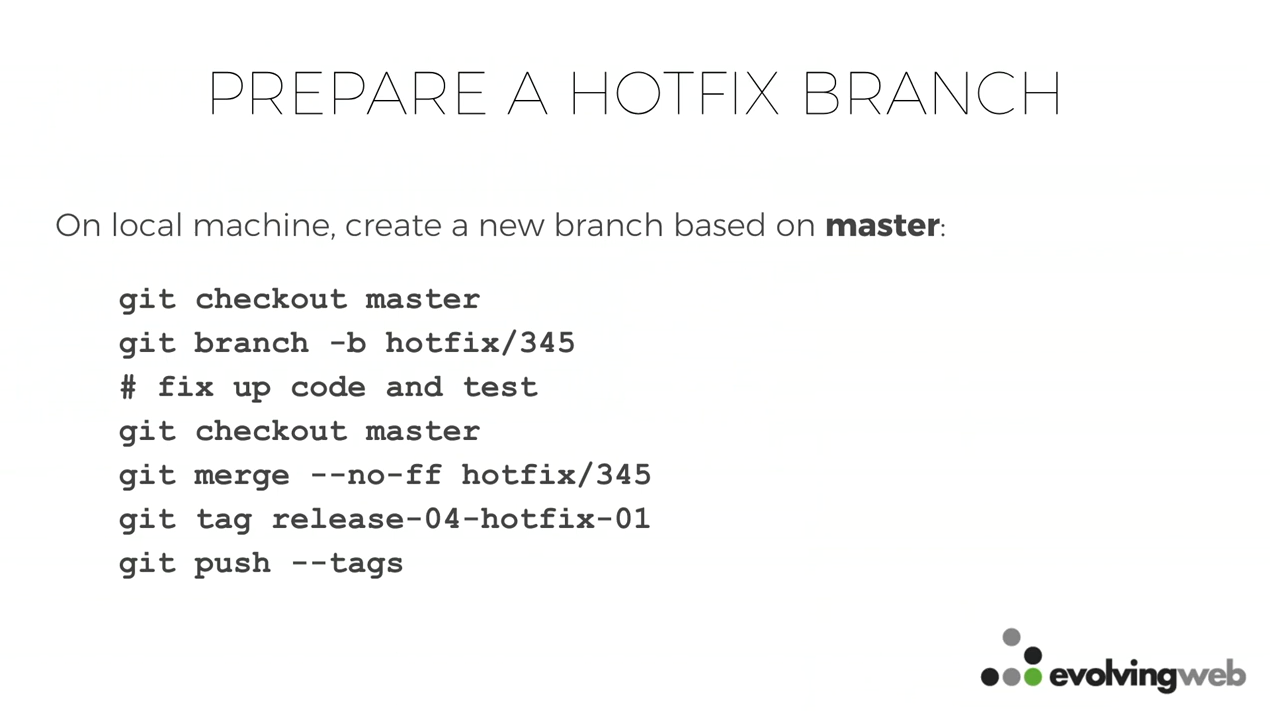 PREPARE A HOTFIX BRANCH
On local machine, create a new branch based on master:
git checkout master
git branch -b hotfix/345
# fix up code and test
git checkout master
git merge --no-ff hotfix/345
git tag release-04-hotfix-01
git push --tags
evolvingweb